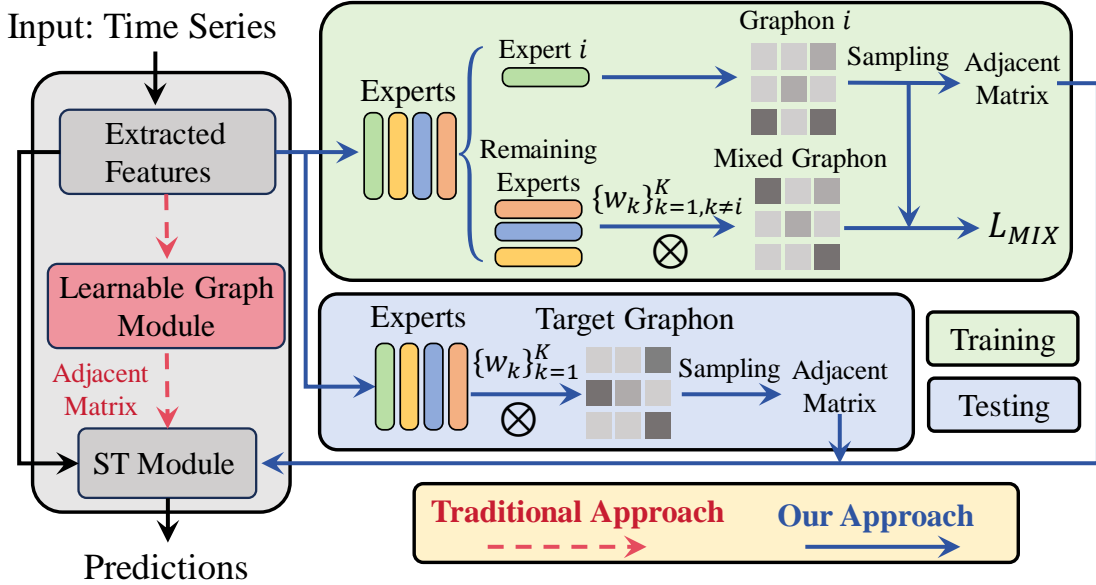 Input: Time Series
Extracted
Features
Learnable Graph
Module
Adjacent
Matrix
ST Module
Predictions
Experts
Expert i
Remaining
Experts
{w_k}_{k=1,k≠i}^K
⊗
Graphon i
Mixed Graphon
Sampling
Adjacent
Matrix
L_{MIX}
Experts
{w_k}_{k=1}^K
⊗
Target Graphon
Sampling
Adjacent
Matrix
Training
Testing
Traditional Approach
Our Approach